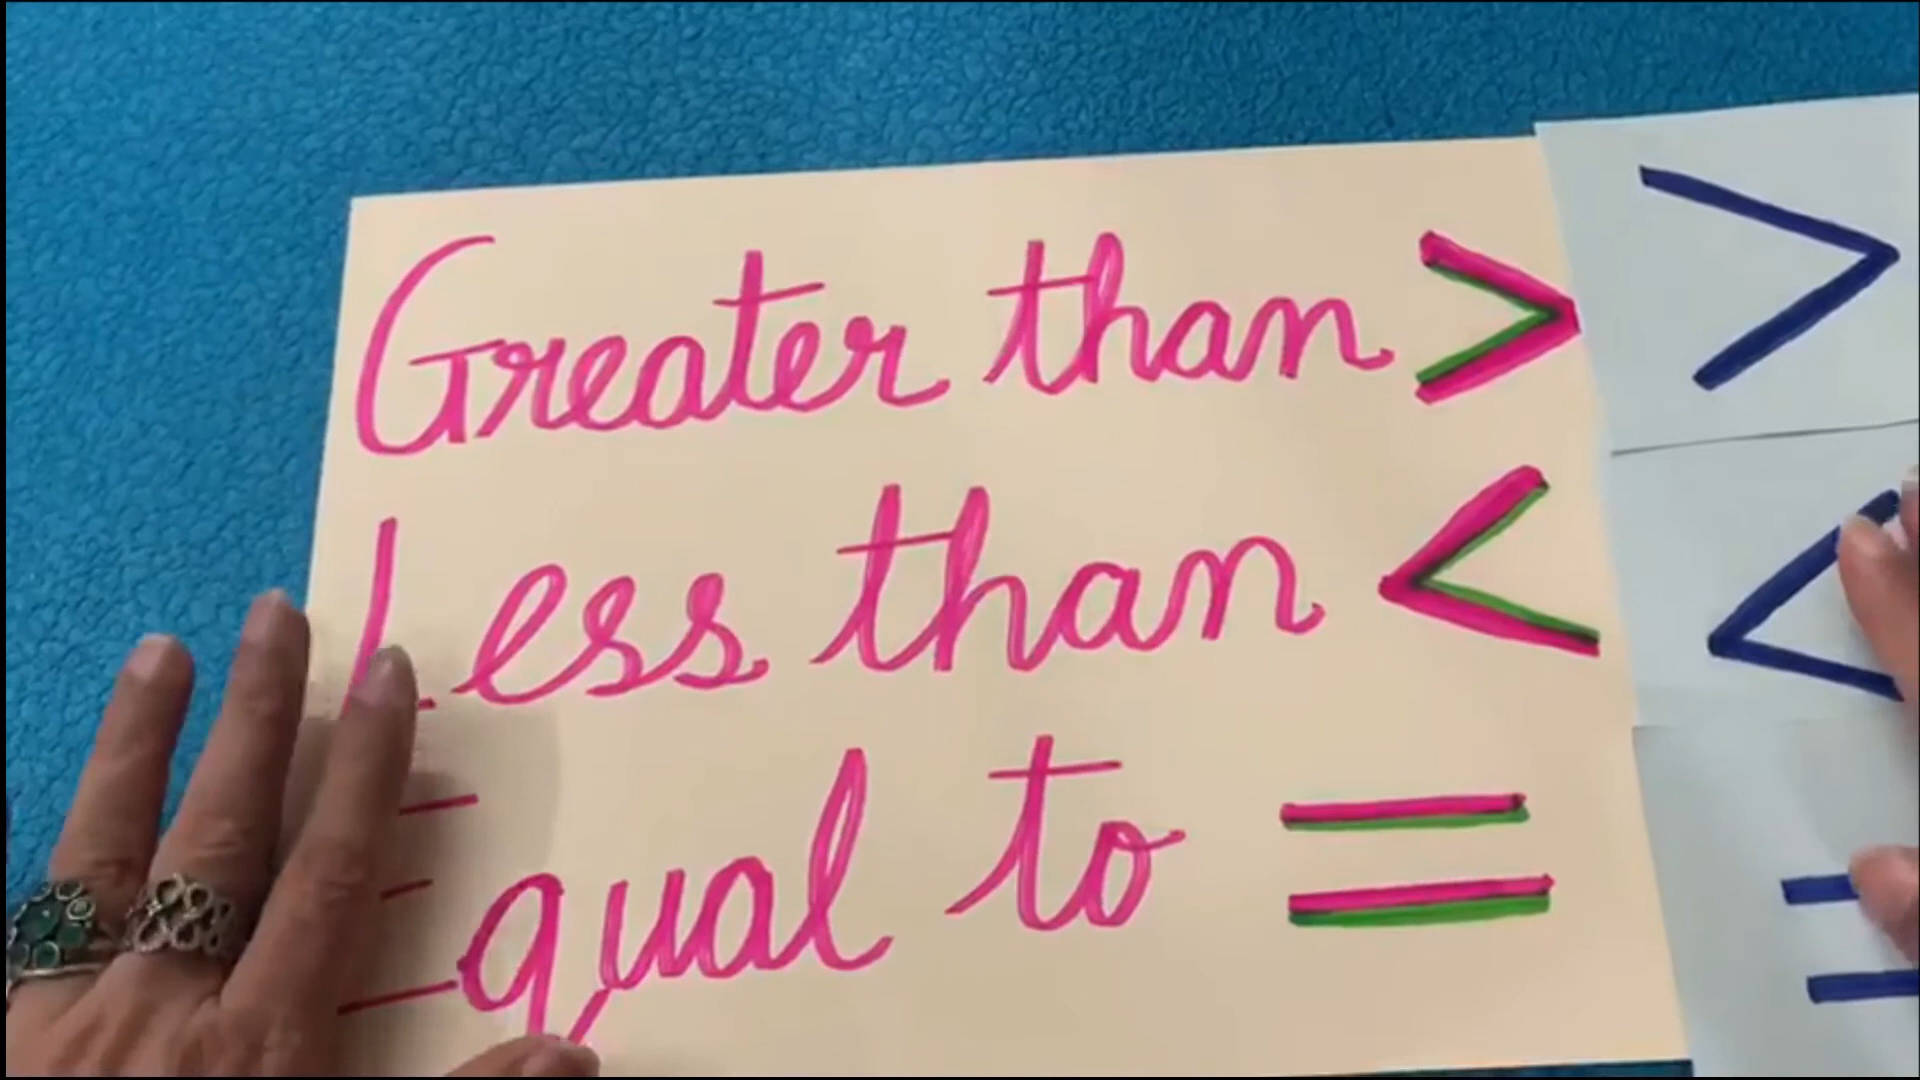 Greater than > >
Less than < <
Equal to = =